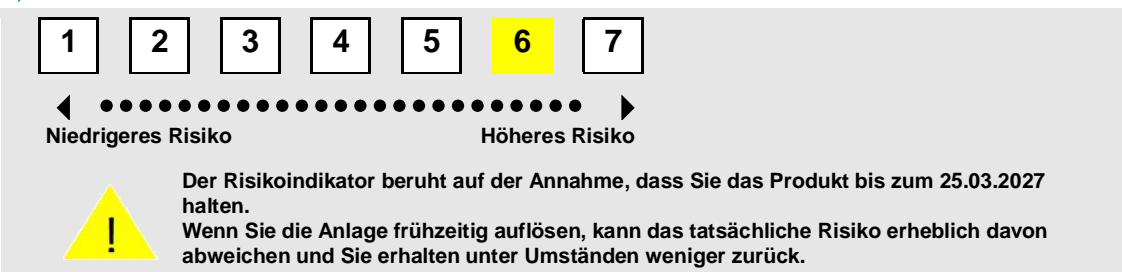 1 2 3 4 5 6 7
Niedrigeres Risiko Höheres Risiko
Der Risikoindikator beruht auf der Annahme, dass Sie das Produkt bis zum 25.03.2027
halten.
! Wenn Sie die Anlage frühzeitig auflösen, kann das tatsächliche Risiko erheblich davon
abweichen und Sie erhalten unter Umständen weniger zurück.